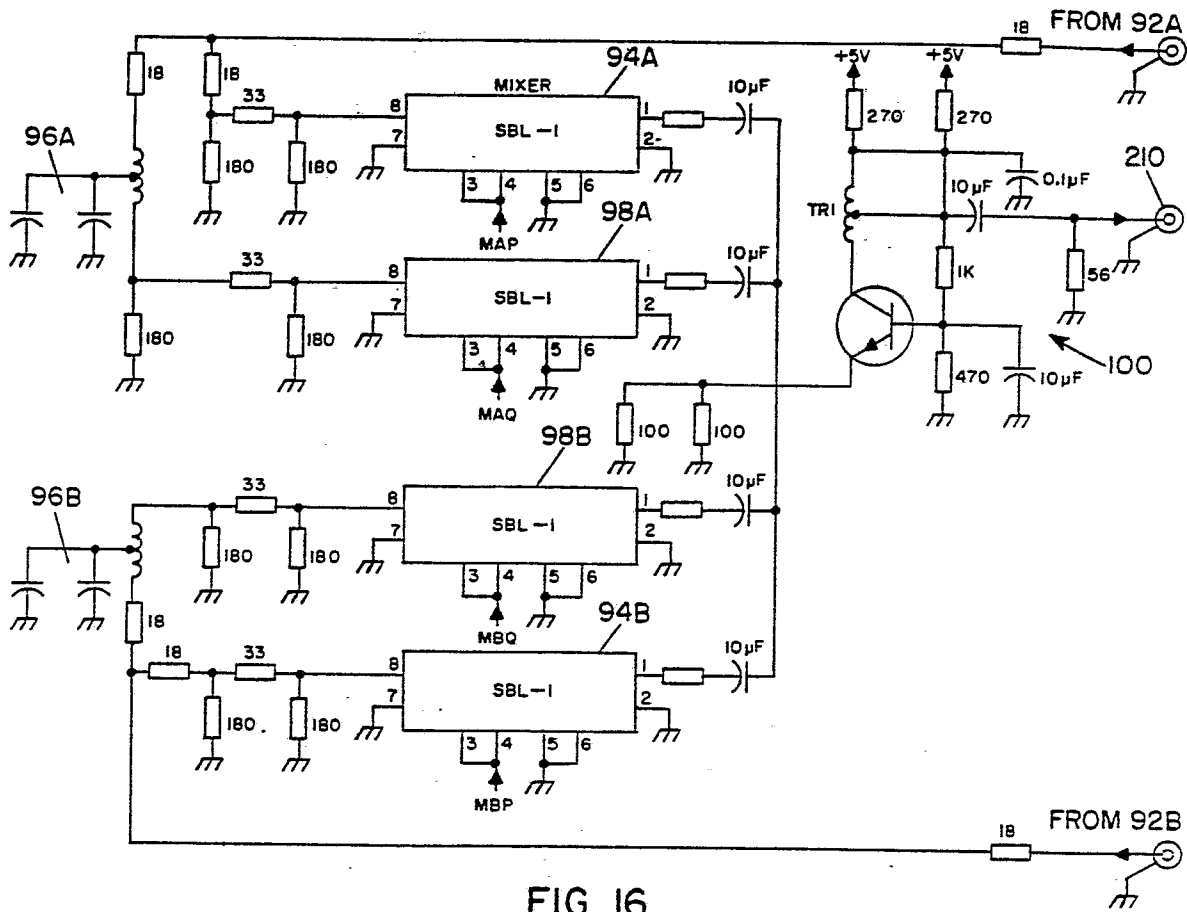 FROM 92A
18
94A
+5V
+5V
18
18
33
MIXER
10μF
8
SBL-1
1
7
2
270
270
96A
180
180
3
4
5
6
210
10μF
0.1μF
MAP
98A
TR1
33
10μF
8
SBL-1
1
1K
56
7
2
180
180
3
4
5
6
470
10μF
100
MAQ
100
100
98B
96B
33
10μF
8
SBL-1
1
7
2
180
180
3
4
5
6
18
MBQ
94B
18
33
10μF
8
SBL-1
1
7
2
180
180
3
4
5
6
MBP
FROM 92B
18
FIG 16